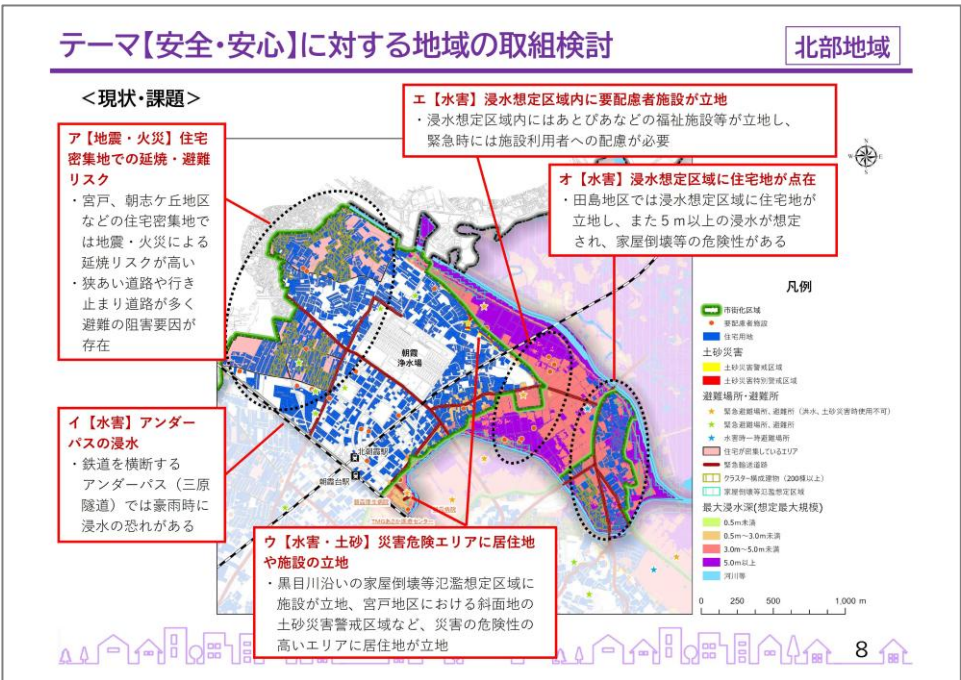 テーマ【安全・安心】に対する地域の取組検討
北部地域
＜現状・課題＞
ア【地震・火災】住宅
密集地での延焼・避難
リスク
・宮戸、朝志ケ丘地区
などの住宅密集地で
は地震・火災による
延焼リスクが高い
・狭あい道路や行き
止まり道路が多く
避難の阻害要因が
存在
イ【水害】アンダー
パスの浸水
・鉄道を横断する
アンダーパス（三原
隧道）では豪雨時に
浸水の恐れがある
ウ【水害・土砂】災害危険エリアに居住地
や施設の立地
・黒目川沿いの家屋倒壊等氾濫想定区域に
施設が立地、宮戸地区における斜面地の
土砂災害警戒区域など、災害の危険性の
高いエリアに居住地が立地
エ【水害】浸水想定区域内に要配慮者施設が立地
・浸水想定区域内にはあとぴあなどの福祉施設等が立地し、
緊急時には施設利用者への配慮が必要
オ【水害】浸水想定区域に住宅地が点在
・田島地区では浸水想定区域に住宅地が
立地し、また５ｍ以上の浸水が想定
され、家屋倒壊等の危険性がある
朝霞
浄水場
北朝霞駅
朝霞台駅
TMGあさか医療センター
N
W
E
S
凡例
市街化区域
要配慮者施設
住宅用地
土砂災害
土砂災害警戒区域
土砂災害特別警戒区域
避難場所・避難所
緊急避難場所、避難所（洪水、土砂災害時使用不可）
緊急避難場所、避難所
水害時一時避難場所
住宅が密集しているエリア
緊急輸送道路
クラスター構成建物（200棟以上）
家屋倒壊等氾濫想定区域
最大浸水深(想定最大規模)
0.5m未満
0.5m～3.0m未満
3.0m～5.0m未満
5.0m以上
河川等
0 250 500 1,000 m
8